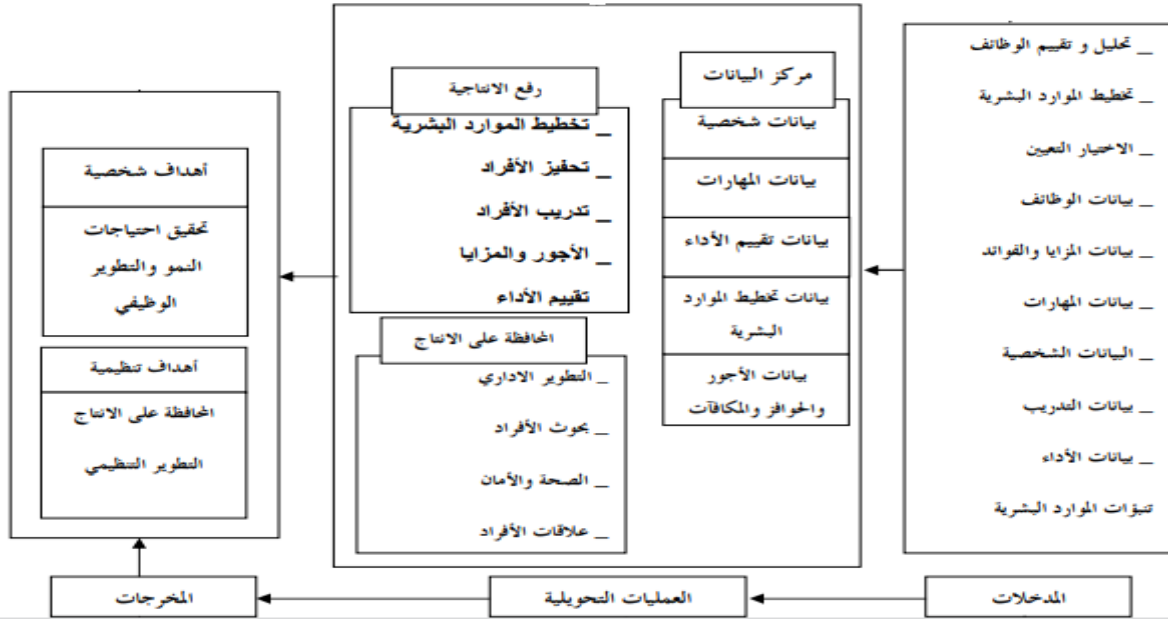 _ تحليل و تقييم الوظائف
_ تخطيط الموارد البشرية
_ الاختيار التعيين
_ بيانات الوظائف
_ بيانات المزايا والفوائد
_ بيانات المهارات
_ البيانات الشخصية
_ بيانات التدريب
_ بيانات الأداء
تنبؤات الموارد البشرية
مركز البيانات
بيانات شخصية
بيانات المهارات
بيانات تقييم الأداء
بيانات تخطيط الموارد
البشرية
بيانات الأجور
والحوافز والمكافآت
رفع الانتاجية
_ تخطيط الموارد البشرية
_ تحفيز الأفراد
_ تدريب الأفراد
_ الأجور والمزايا
تقييم الأداء
المحافظة على الانتاج
_ التطوير الاداري
_ بحوث الأفراد
_ الصحة والأمان
_ علاقات الأفراد
أهداف شخصية
تحقيق احتياجات
النمو والتطوير
الوظيفي
أهداف تنظيمية
المحافظة على الانتاج
التطوير التنظيمي
المدخلات
العمليات التحويلية
المخرجات